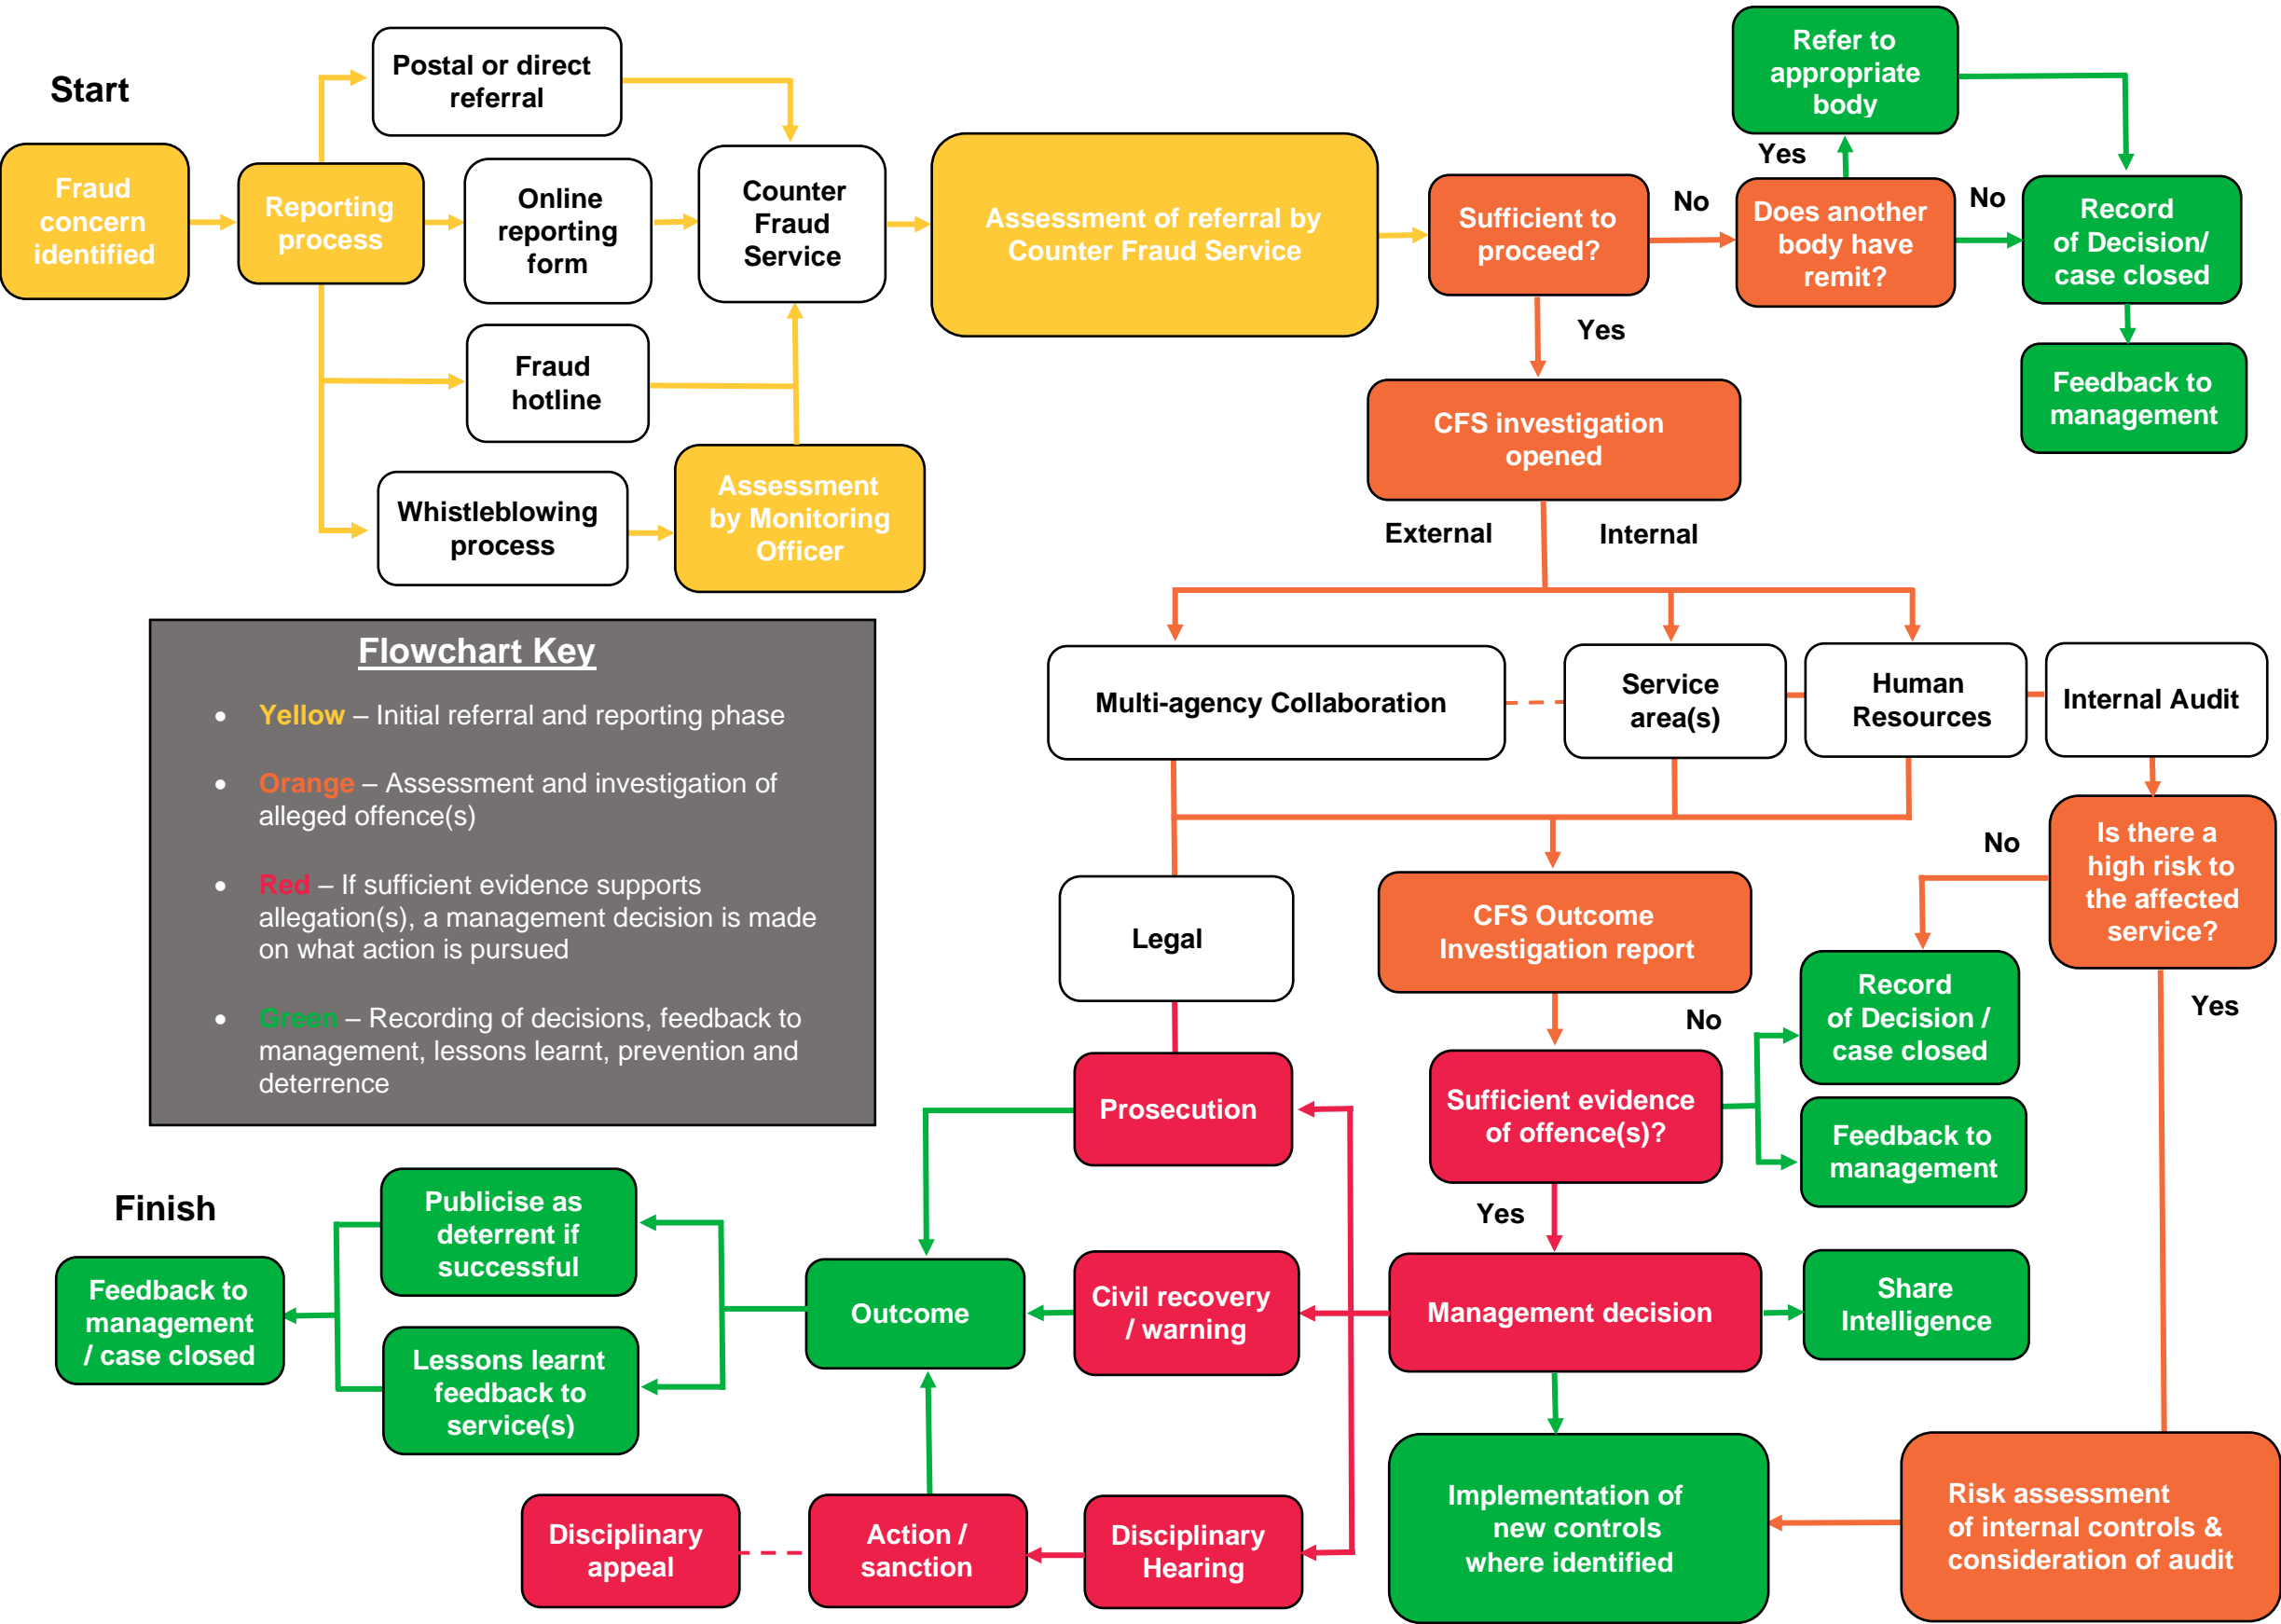 Start
Fraud
concern
identified
Reporting
process
Postal or direct
referral
Online
reporting
form
Fraud
hotline
Whistleblowing
process
Assessment
by Monitoring
Officer
Counter
Fraud
Service
Assessment of referral by
Counter Fraud Service
Sufficient to
proceed?
No
Does another
body have
remit?
Yes
Refer to
appropriate
body
No
Record
of Decision/
case closed
Feedback to
management
Yes
CFS investigation
opened
External
Internal
Multi-agency Collaboration
Service
area(s)
Human
Resources
Internal Audit
Is there a
high risk to
the affected
service?
No
Yes
Legal
CFS Outcome
Investigation report
Record
of Decision /
case closed
No
Sufficient evidence
of offence(s)?
Feedback to
management
Yes
Prosecution
Civil recovery
/ warning
Management decision
Share
Intelligence
Implementation of
new controls
where identified
Risk assessment
of internal controls &
consideration of audit
Disciplinary
Hearing
Action /
sanction
Disciplinary
appeal
Outcome
Publicise as
deterrent if
successful
Lessons learnt
feedback to
service(s)
Finish
Feedback to
management
/ case closed
Flowchart Key
• Yellow – Initial referral and reporting phase
• Orange – Assessment and investigation of
alleged offence(s)
• Red – If sufficient evidence supports
allegation(s), a management decision is made
on what action is pursued
• Green – Recording of decisions, feedback to
management, lessons learnt, prevention and
deterrence